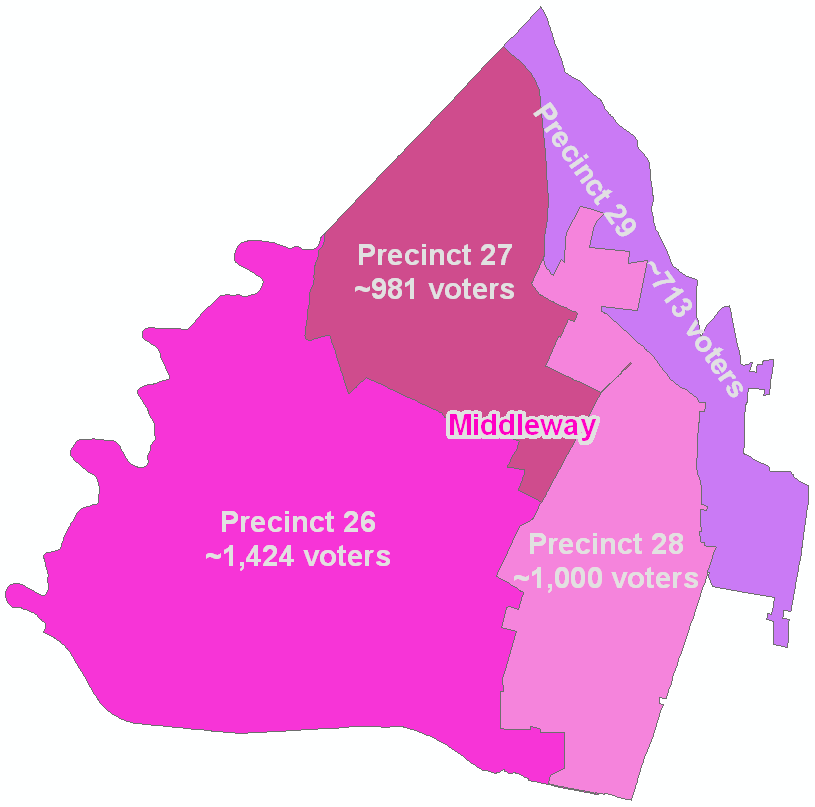 Precinct 29
~713 voters
Precinct 27
~981 voters
Middleway
Precinct 26
~1,424 voters
Precinct 28
~1,000 voters